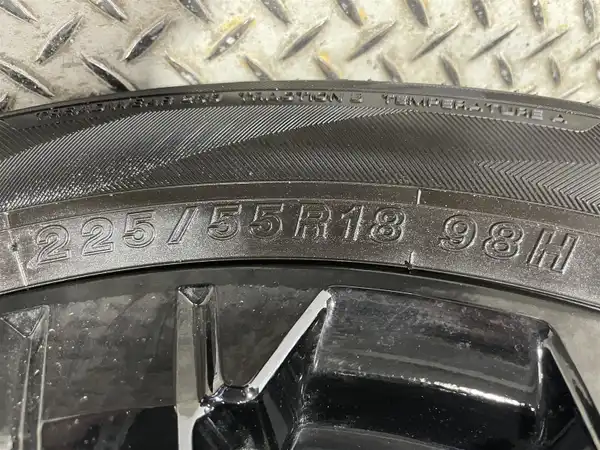 TRACTION B TEMPERATURE A
225/55R18 98H